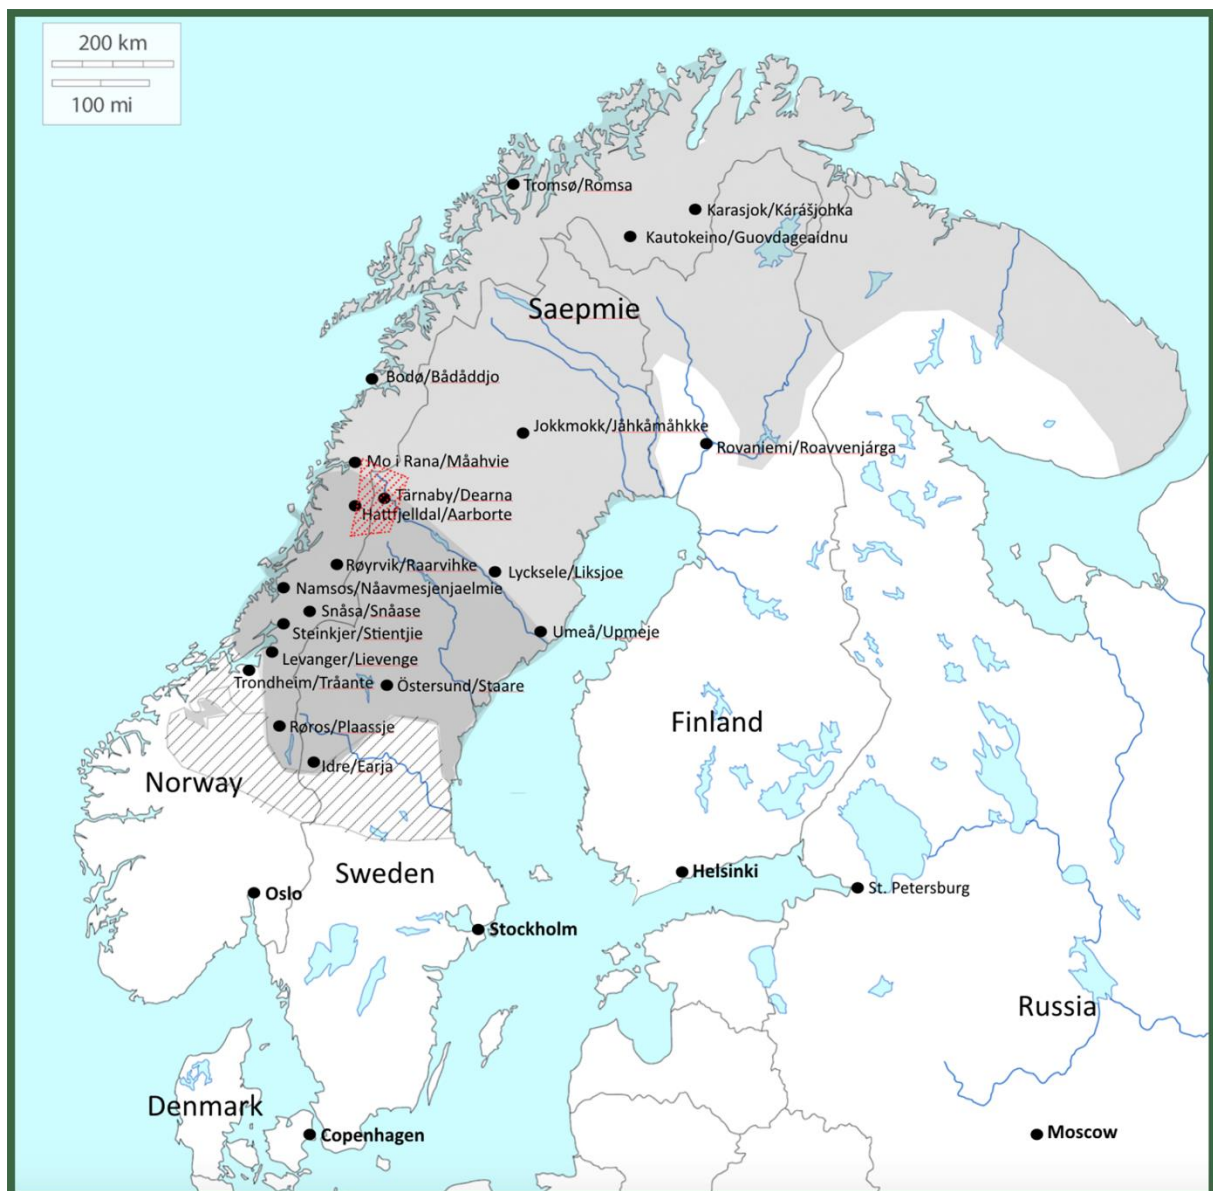 200 km
100 mi
Tromsø/Romsa
Karasjok/Kárášjohka
Kautokeino/Guovdageaidnu
Saepmie
Bodø/Bådåddjo
Jokkmokk/Jåhkåmåhkke
Rovaniemi/Roavvenjárga
Mo i Rana/Måahvie
Tärnaby/Dearna
Hattfjelldal/Aarborte
Røyrvik/Raarvihke
Lycksele/Liksjoe
Namsos/Nåavmesjenjaelmie
Snåsa/Snåase
Steinkjer/Stientjie
Umeå/Upmeje
Levanger/Lievenge
Trondheim/Tråante
Östersund/Staare
Finland
Røros/Plaassje
Idre/Earja
Norway
Sweden
Helsinki
Oslo
St. Petersburg
Stockholm
Russia
Denmark
Copenhagen
Moscow